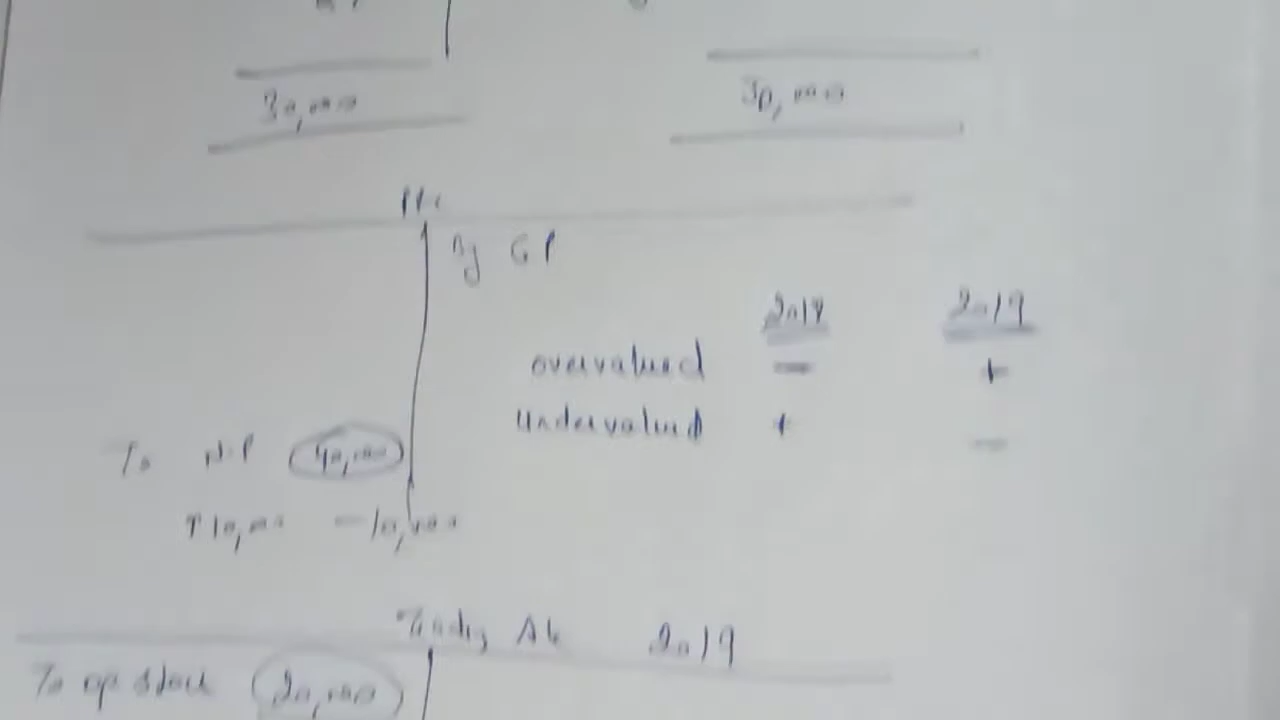 30,000 30,000
By GP
2018 2019
overvalued - +
undervalued + -
To N.P 40,000
+10,000 -10,000
Trading A/c 2019
To op stock 20,000